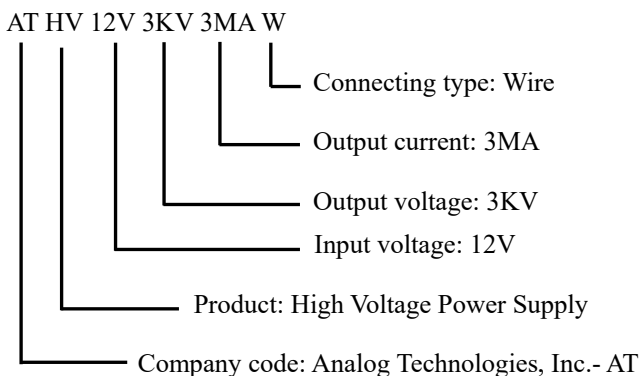 AT HV 12V 3KV 3MA W
Connecting type: Wire
Output current: 3MA
Output voltage: 3KV
Input voltage: 12V
Product: High Voltage Power Supply
Company code: Analog Technologies, Inc.- AT